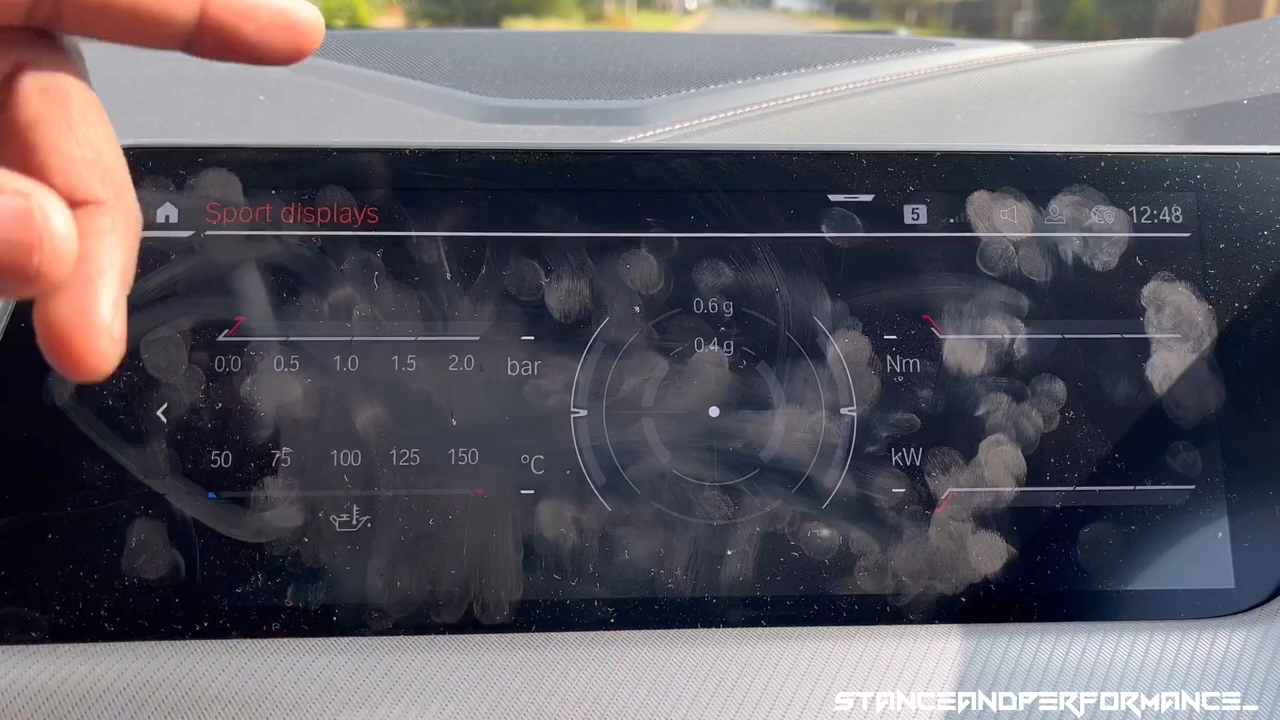 Sport displays
5
12:48
0.6 g
0.4 g
0.0 0.5 1.0 1.5 2.0
bar
Nm
50 75 100 125 150
°C
kW
STANCEANDPERFORMANCE_